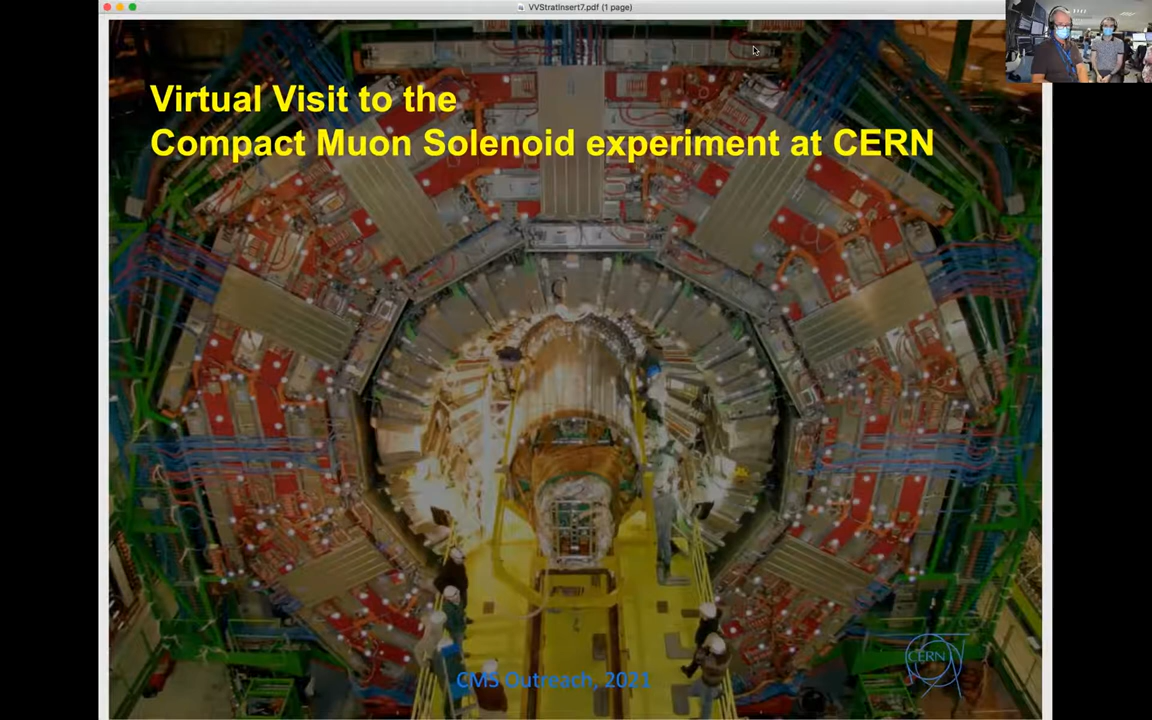 VVStratInsert7.pdf (1 page)
Virtual Visit to the
Compact Muon Solenoid experiment at CERN
CERN
CMS Outreach, 2021